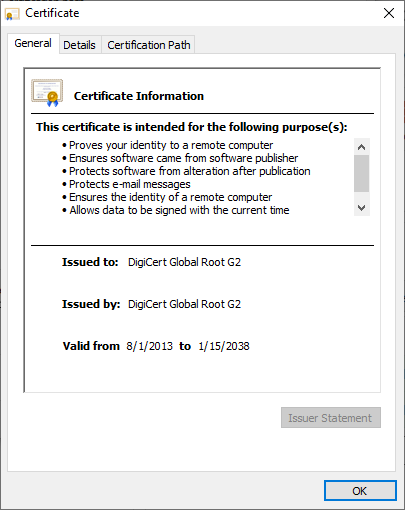 Certificate
General
Details
Certification Path
Certificate Information
This certificate is intended for the following purpose(s):
• Proves your identity to a remote computer
• Ensures software came from software publisher
• Protects software from alteration after publication
• Protects e-mail messages
• Ensures the identity of a remote computer
• Allows data to be signed with the current time
Issued to: DigiCert Global Root G2
Issued by: DigiCert Global Root G2
Valid from 8/1/2013 to 1/15/2038
Issuer Statement
OK